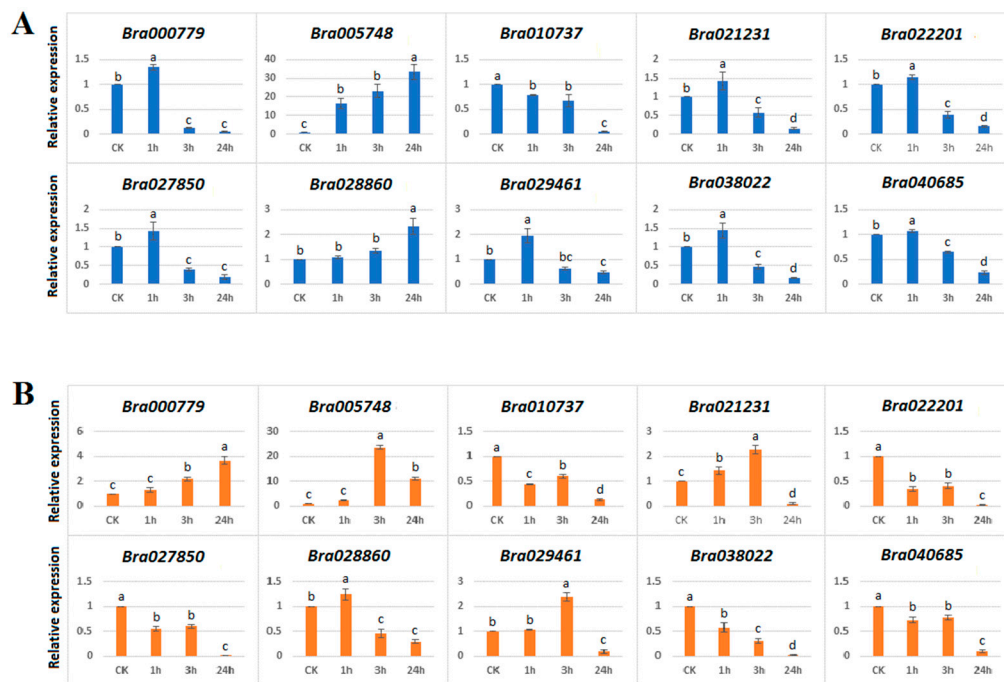 A
Bra000779 Bra005748 Bra010737 Bra021231 Bra022201
Relative expression
1.5 1 0.5 0 b a c c CK 1h 3h 24h
40 30 20 10 0 c b b a CK 1h 3h 24h
1.5 1 0.5 0 a b b c CK 1h 3h 24h
2 1.5 1 0.5 0 b a c d CK 1h 3h 24h
1.5 1 0.5 0 b a c d CK 1h 3h 24h
Bra027850 Bra028860 Bra029461 Bra038022 Bra040685
Relative expression
2 1.5 1 0.5 0 b a c c CK 1h 3h 24h
3 2 1 0 b b b a CK 1h 3h 24h
3 2 1 0 b a bc c CK 1h 3h 24h
2 1.5 1 0.5 0 b a c d CK 1h 3h 24h
1.5 1 0.5 0 b a c d CK 1h 3h 24h
B
Bra000779 Bra005748 Bra010737 Bra021231 Bra022201
Relative expression
6 4 2 0 c c b a CK 1h 3h 24h
30 20 10 0 c c a b CK 1h 3h 24h
1.5 1 0.5 0 a c b d CK 1h 3h 24h
3 2 1 0 c b a d CK 1h 3h 24h
1.5 1 0.5 0 a b b c CK 1h 3h 24h
Bra027850 Bra028860 Bra029461 Bra038022 Bra040685
Relative expression
1.5 1 0.5 0 a b b c CK 1h 3h 24h
1.5 1 0.5 0 b a c c CK 1h 3h 24h
3 2 1 0 b b a c CK 1h 3h 24h
1.5 1 0.5 0 a b c d CK 1h 3h 24h
1.5 1 0.5 0 a b b c CK 1h 3h 24h